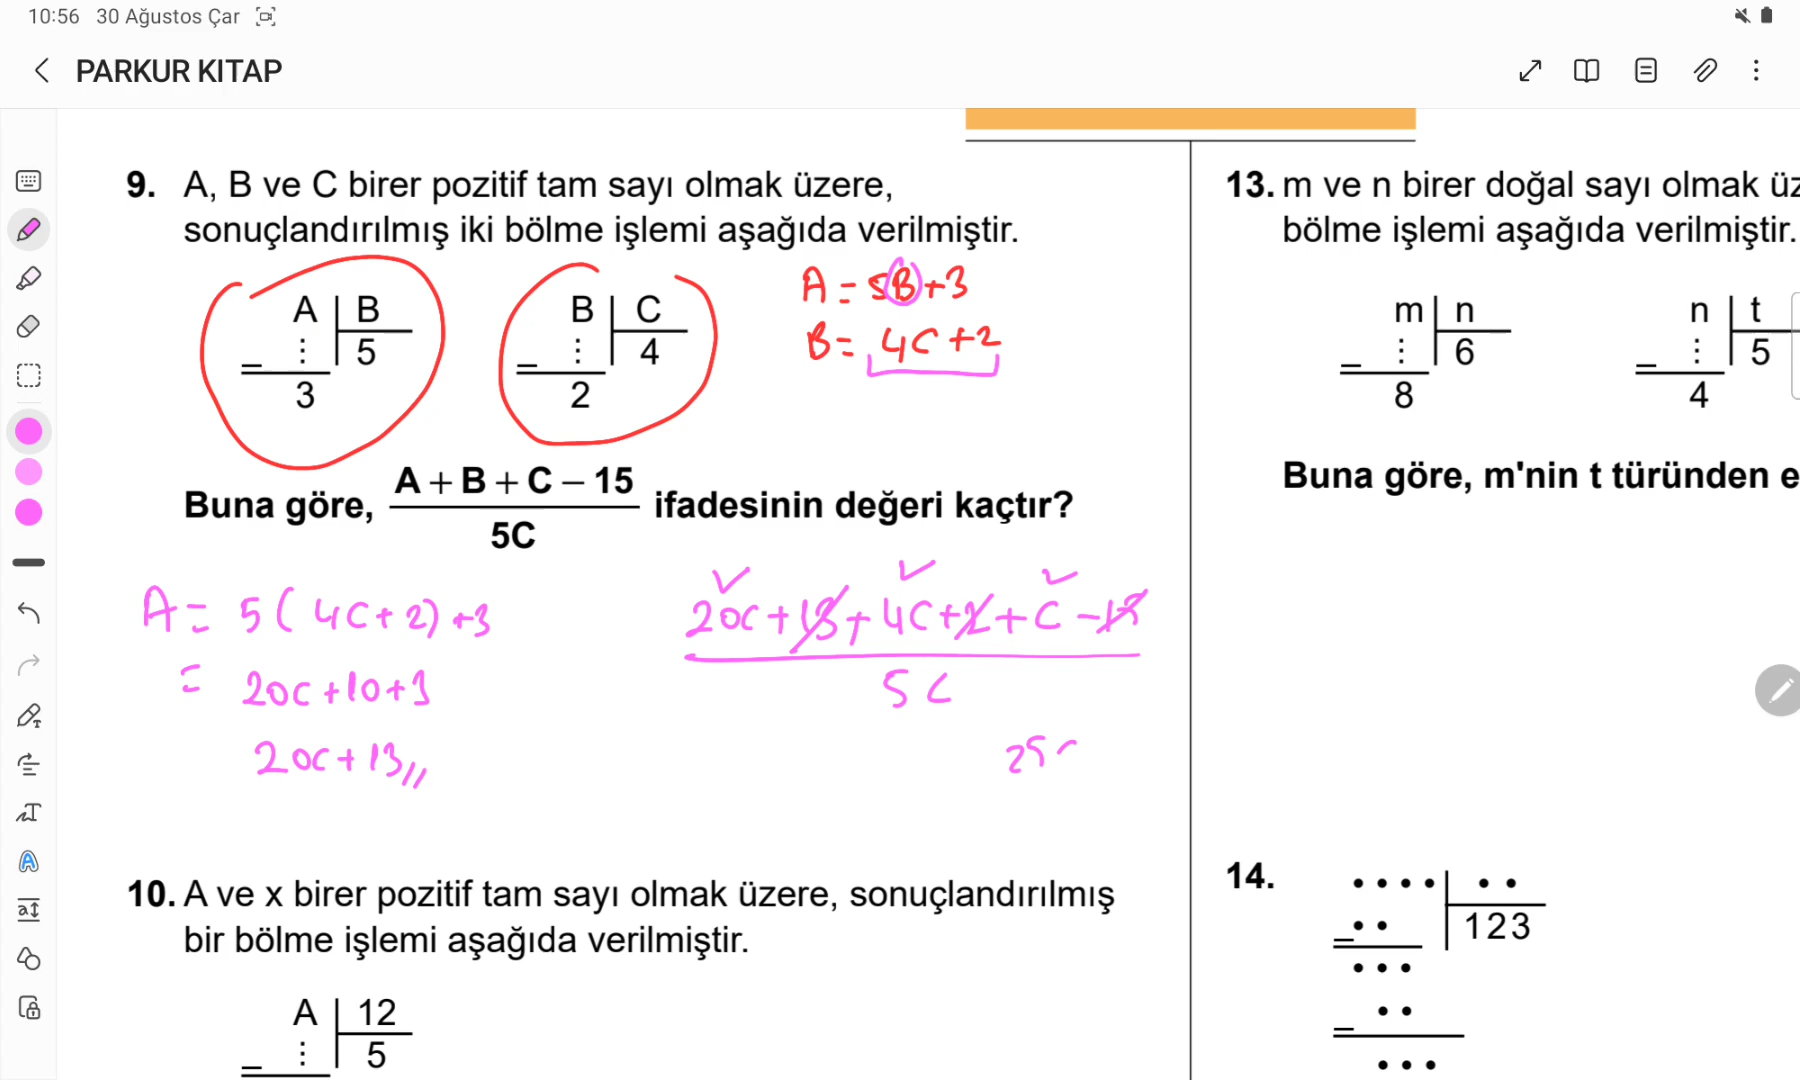 10:56 30 Ağustos Çar
PARKUR KİTAP
9. A, B ve C birer pozitif tam sayı olmak üzere,
sonuçlandırılmış iki bölme işlemi aşağıda verilmiştir.
A B
5
3
B C
4
2
A = 5B+3
B = 4C+2
Buna göre, A + B + C – 15 / 5C ifadesinin değeri kaçtır?
A = 5(4C+2)+3
= 20C+10+3
20C+13
20C+13+4C+2+C-15
5C
25
10. A ve x birer pozitif tam sayı olmak üzere, sonuçlandırılmış
bir bölme işlemi aşağıda verilmiştir.
A 12
5
13. m ve n birer doğal sayı olmak
bölme işlemi aşağıda verilmiştir.
m n
6
8
n t
5
4
Buna göre, m'nin t türünden
14.
123